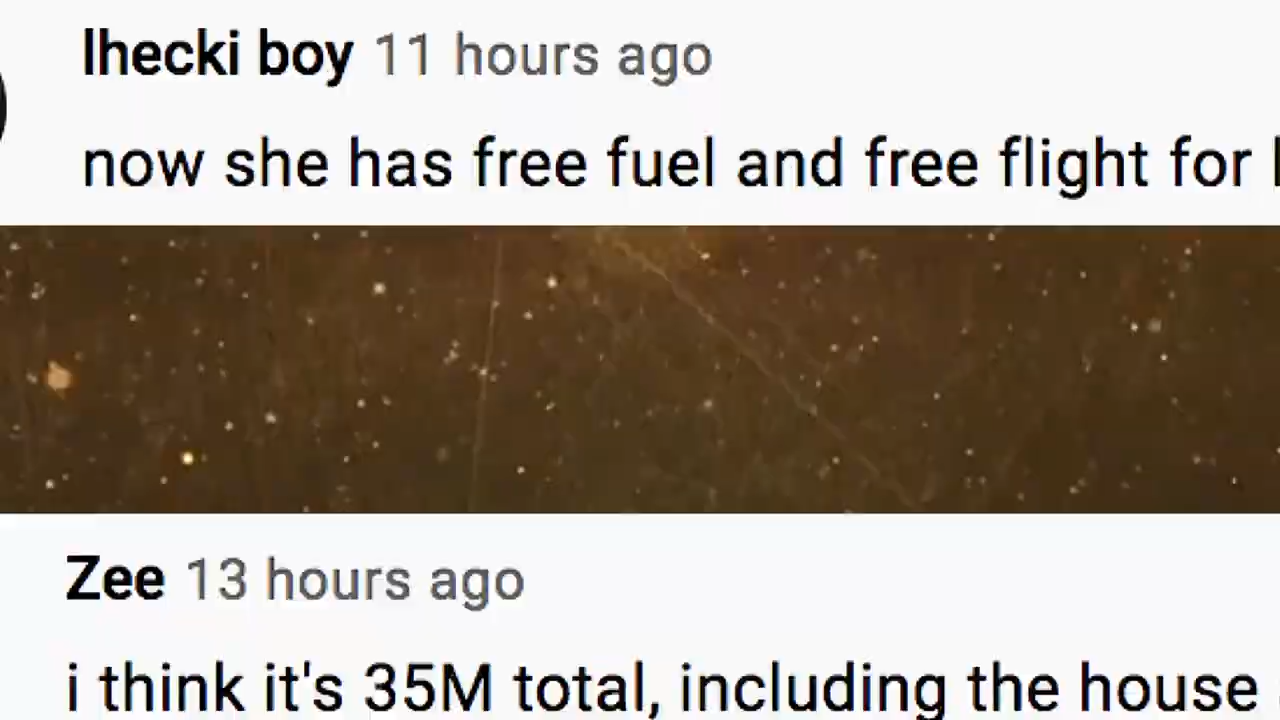 lhecki boy 11 hours ago
now she has free fuel and free flight for
Zee 13 hours ago
i think it's 35M total, including the house